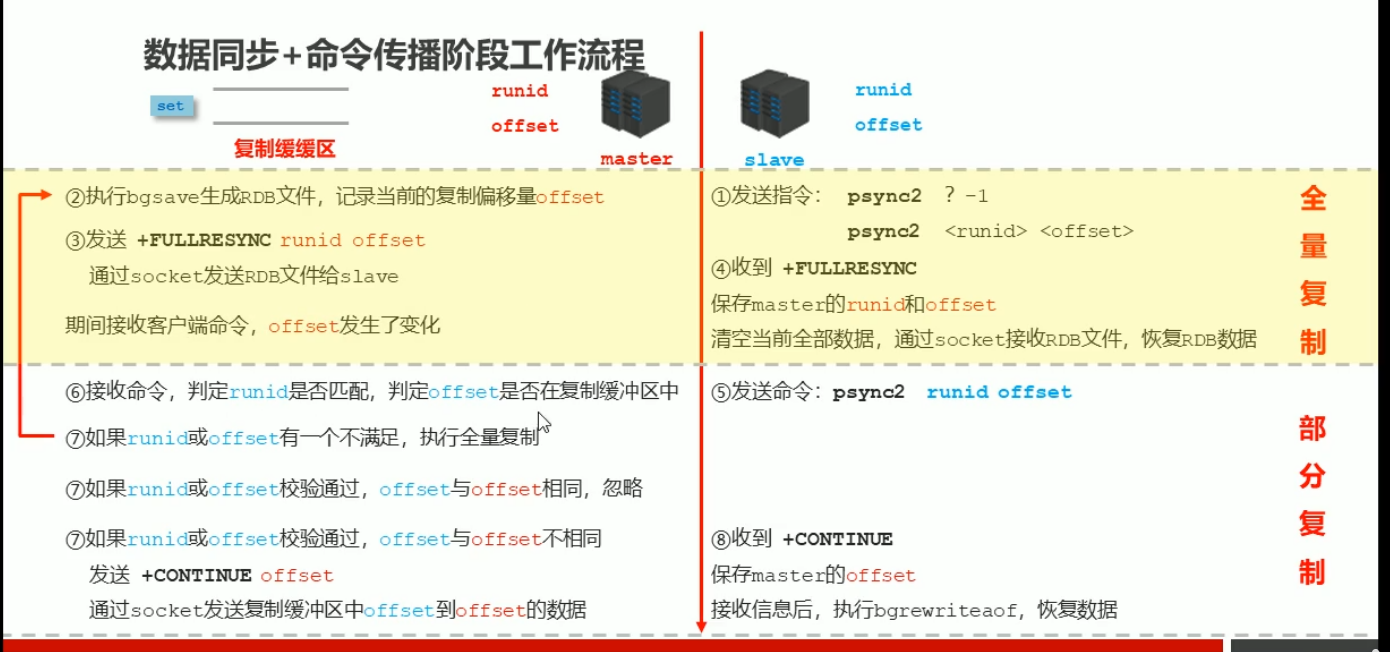 数据同步+命令传播阶段工作流程
set
复制缓缓区
runid
offset
master
runid
offset
slave
②执行bgsave生成RDB文件，记录当前的复制偏移量offset
③发送 +FULLRESYNC runid offset
通过socket发送RDB文件给slave
期间接收客户端命令，offset发生了变化
①发送指令： psync2 ? -1
psync2 <runid> <offset>
④收到 +FULLRESYNC
保存master的runid和offset
清空当前全部数据，通过socket接收RDB文件，恢复RDB数据
全量复制
⑥接收命令，判定runid是否匹配，判定offset是否在复制缓冲区中
⑦如果runid或offset有一个不满足，执行全量复制
⑦如果runid或offset校验通过，offset与offset相同，忽略
⑦如果runid或offset校验通过，offset与offset不相同
发送 +CONTINUE offset
通过socket发送复制缓冲区中offset到offset的数据
⑤发送命令：psync2 runid offset
⑧收到 +CONTINUE
保存master的offset
接收信息后，执行bgrewriteaof，恢复数据
部分复制